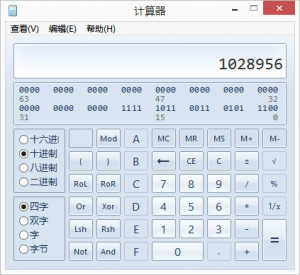 计算器
查看(V) 编辑(E) 帮助(H)
1028956
0000 0000 0000 0000 0000 0000 0000 0000
63 47 32
0000 0000 0000 1111 1011 0011 0101 1100
31 15 0
十六进制 Mod A MC MR MS M+ M-
十进制 ( ) B ← CE C ± √
八进制
二进制 RoL RoR C 7 8 9 / %
四字 Or Xor D 4 5 6 * 1/x
双字
字 Lsh Rsh E 1 2 3 - =
字节 Not And F 0 . +